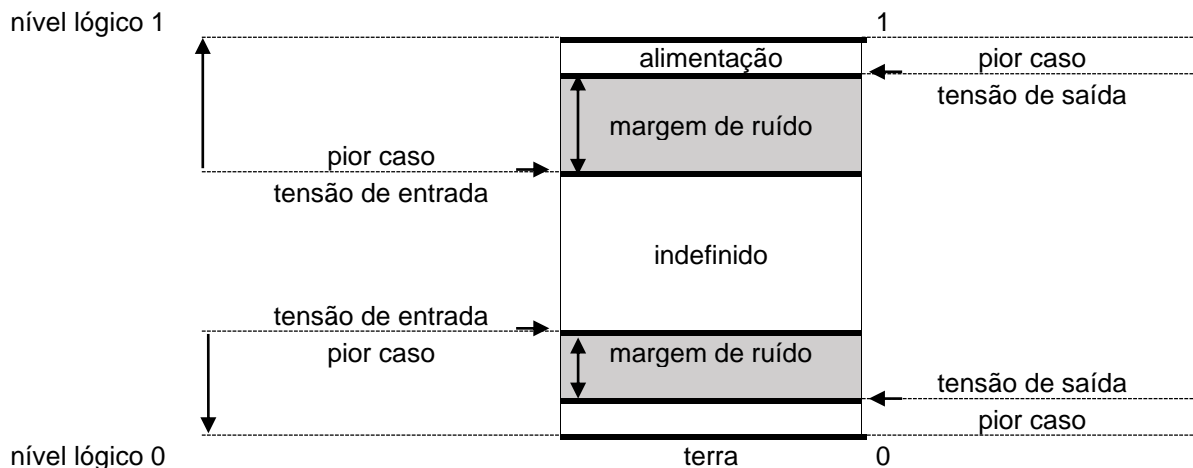 nível lógico 1
1
alimentação
pior caso
tensão de saída
margem de ruído
pior caso
tensão de entrada
indefinido
tensão de entrada
pior caso
margem de ruído
tensão de saída
pior caso
nível lógico 0
terra
0